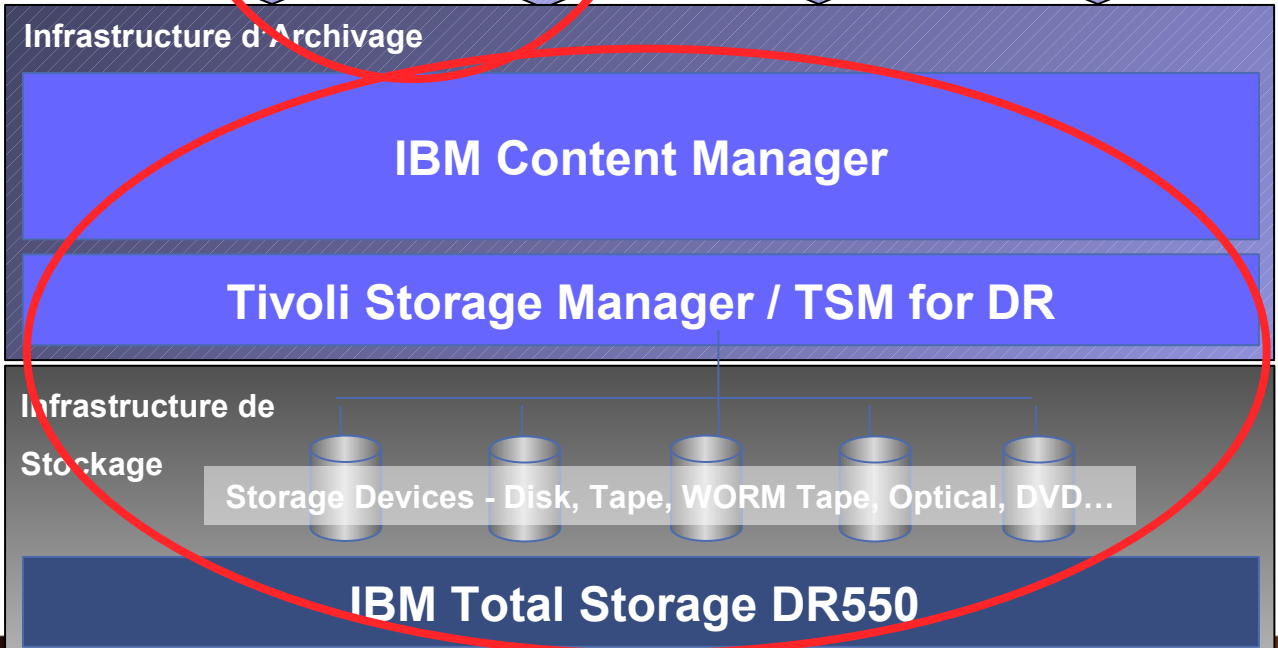 Infrastructure d'Archivage
IBM Content Manager
Tivoli Storage Manager / TSM for DR
Infrastructure de
Stockage
Storage Devices - Disk, Tape, WORM Tape, Optical, DVD…
IBM Total Storage DR550